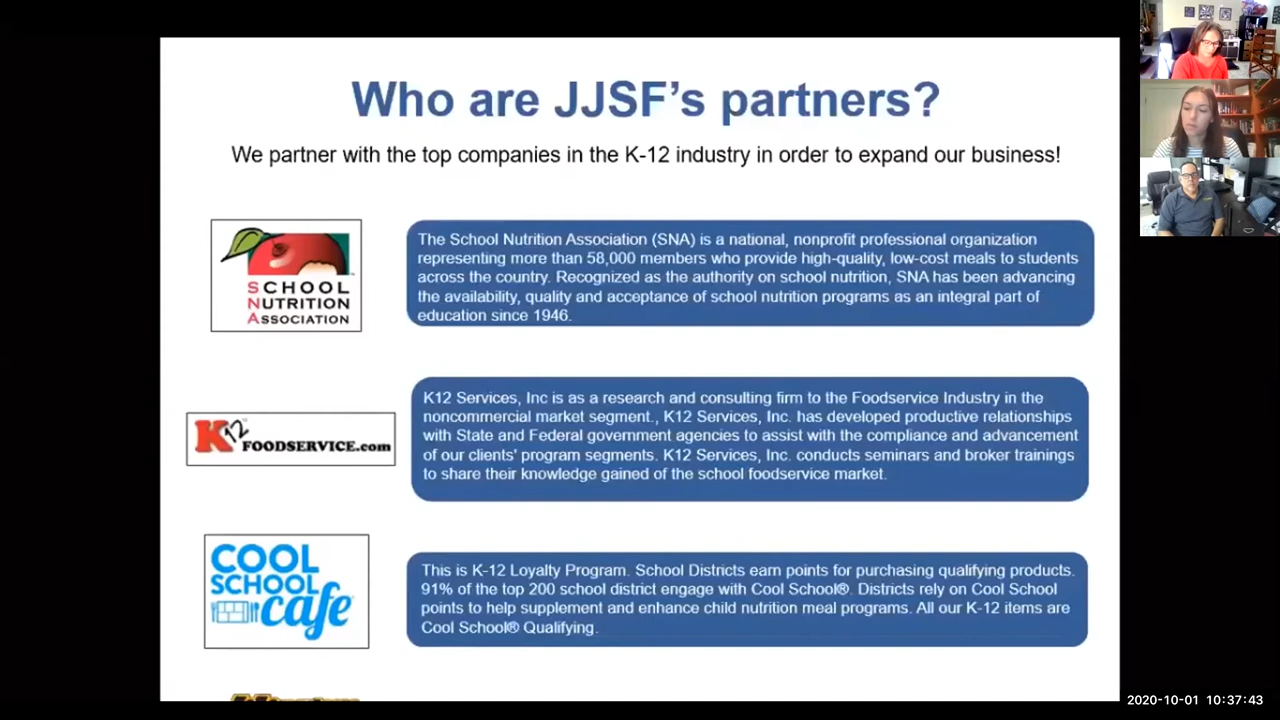 Who are JJSF's partners?
We partner with the top companies in the K-12 industry in order to expand our business!
SCHOOL
NUTRITION
ASSOCIATION
The School Nutrition Association (SNA) is a national, nonprofit professional organization
representing more than 58,000 members who provide high-quality, low-cost meals to students
across the country. Recognized as the authority on school nutrition, SNA has been advancing
the availability, quality and acceptance of school nutrition programs as an integral part of
education since 1946.
K12 FOODSERVICE.com
K12 Services, Inc is as a research and consulting firm to the Foodservice Industry in the
noncommercial market segment., K12 Services, Inc. has developed productive relationships
with State and Federal government agencies to assist with the compliance and advancement
of our clients' program segments. K12 Services, Inc. conducts seminars and broker trainings
to share their knowledge gained of the school foodservice market.
COOL
SCHOOL
cafe
This is K-12 Loyalty Program. School Districts earn points for purchasing qualifying products.
91% of the top 200 school district engage with Cool School®. Districts rely on Cool School
points to help supplement and enhance child nutrition meal programs. All our K-12 items are
Cool School® Qualifying.
2020-10-01 10:37:43